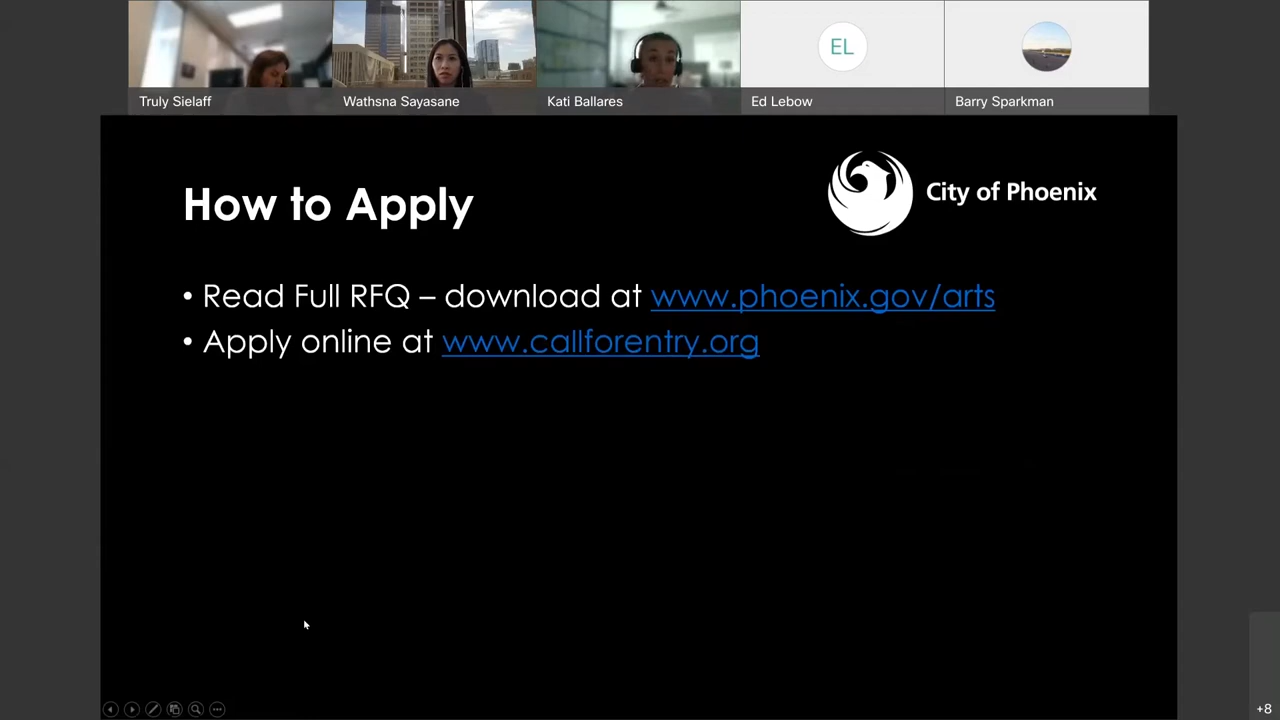 Truly Sielaff
Wathsna Sayasane
Kati Ballares
EL
Ed Lebow
Barry Sparkman
How to Apply
City of Phoenix
• Read Full RFQ – download at www.phoenix.gov/arts
• Apply online at www.callforentry.org
+8